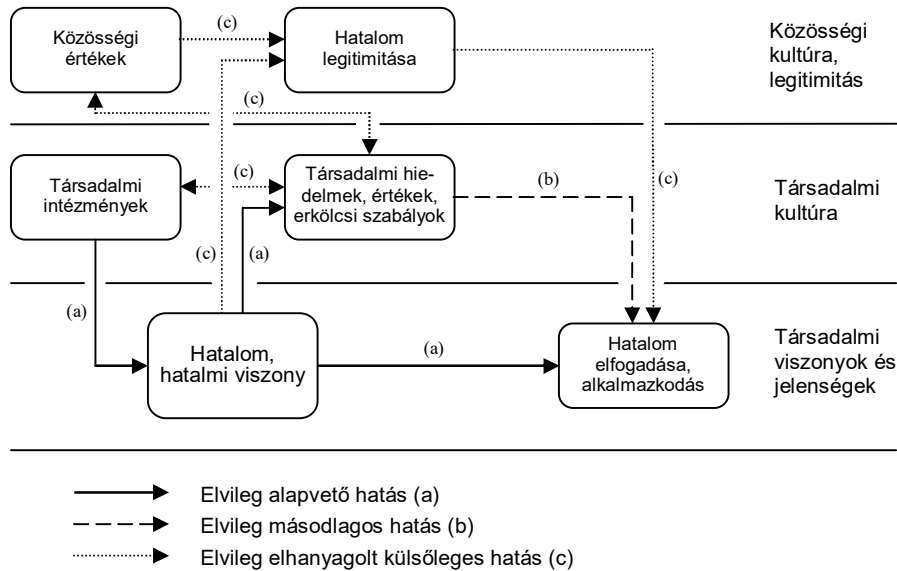 Közösségi
értékek
(c)
Hatalom
legitimitása
(c)
Közösségi
kultúra,
legitimitás
(c)
Társadalmi
intézmények
(c)
Társadalmi hie-
delmek, értékek,
erkölcsi szabályok
(b)
(c)
Társadalmi
kultúra
(c)
(a)
(a)
Hatalom,
hatalmi viszony
(a)
Hatalom
elfogadása,
alkalmazkodás
Társadalmi
viszonyok és
jelenségek
Elvileg alapvető hatás (a)
Elvileg másodlagos hatás (b)
Elvileg elhanyagolt külsőleges hatás (c)